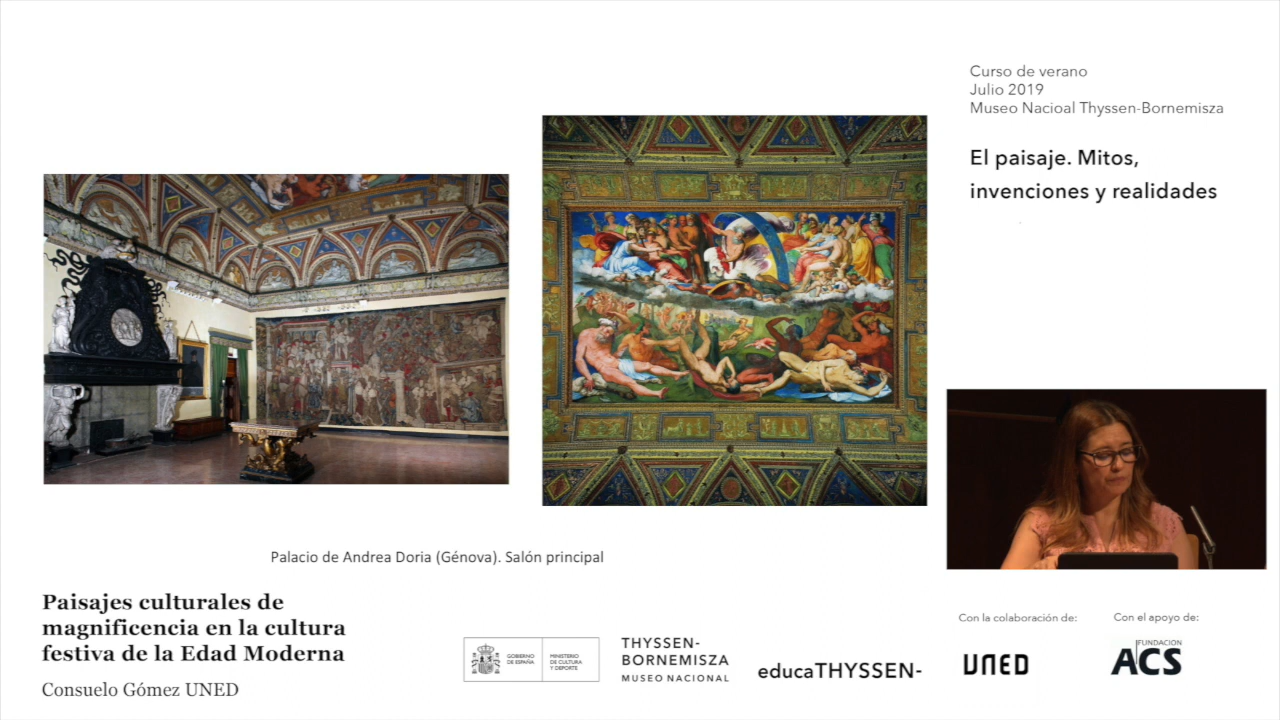 Curso de verano
Julio 2019
Museo Nacioal Thyssen-Bornemisza
El paisaje. Mitos,
invenciones y realidades
Palacio de Andrea Doria (Génova). Salón principal
Paisajes culturales de
magnificencia en la cultura
festiva de la Edad Moderna
Consuelo Gómez UNED
GOBIERNO
DE ESPAÑA
MINISTERIO
DE CULTURA
Y DEPORTE
THYSSEN-
BORNEMISZA
MUSEO NACIONAL
educaTHYSSEN-
Con la colaboración de:
UNED
Con el apoyo de:
FUNDACION
ACS